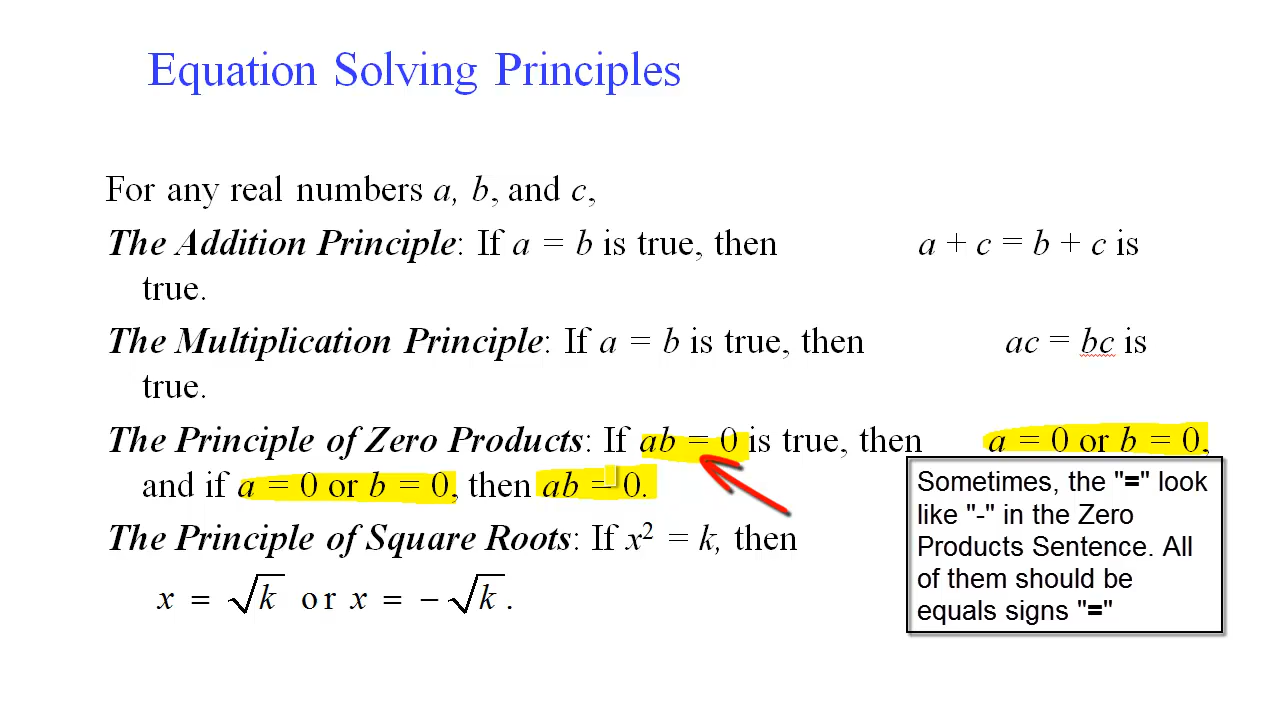 Equation Solving Principles
For any real numbers a, b, and c,
The Addition Principle: If a = b is true, then a + c = b + c is
true.
The Multiplication Principle: If a = b is true, then ac = bc is
true.
The Principle of Zero Products: If ab = 0 is true, then a = 0 or b = 0,
and if a = 0 or b = 0, then ab = 0.
The Principle of Square Roots: If x² = k, then
x = √k or x = −√k.
Sometimes, the "=" look
like "-" in the Zero
Products Sentence. All
of them should be
equals signs "="